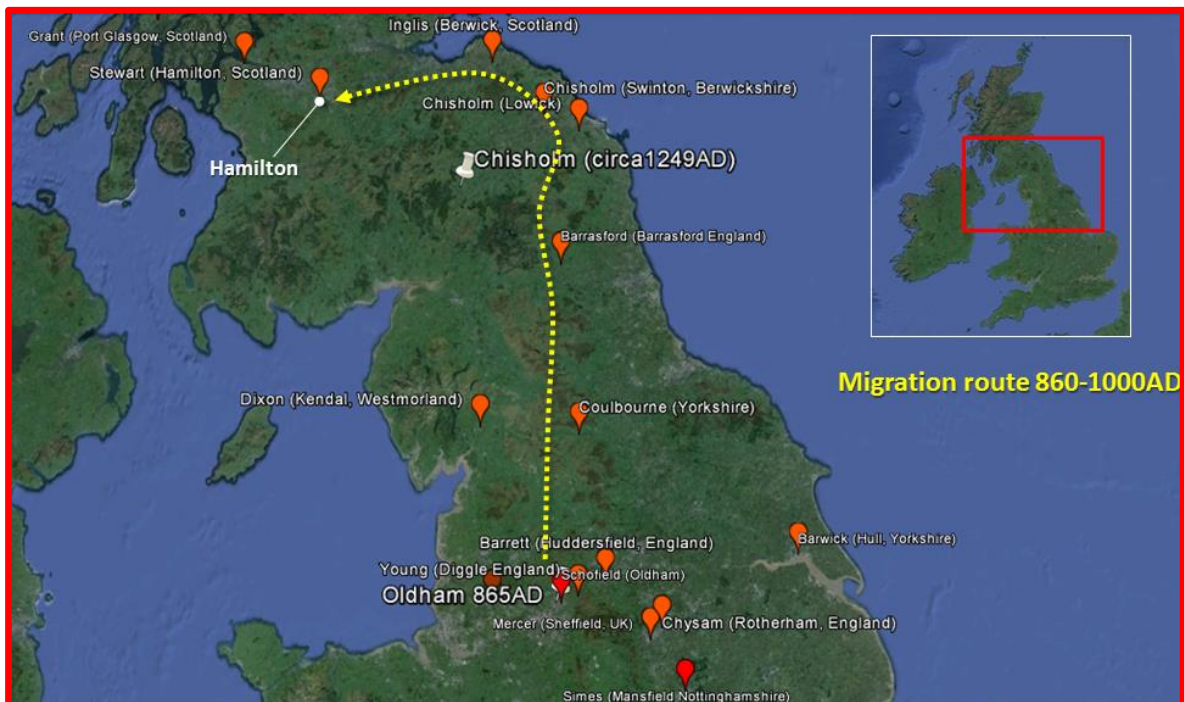 Inglis (Berwick, Scotland)
Grant (Port Glasgow, Scotland)
Stewart (Hamilton, Scotland)
Chisholm (Swinton, Berwickshire)
Chisholm (Lowick)
Hamilton
Chisholm (circa1249AD)
Barrasford (Barrasford England)
Migration route 860-1000AD
Dixon (Kendal, Westmorland)
Coulbourne (Yorkshire)
Barwick (Hull, Yorkshire)
Barrett (Huddersfield, England)
Young (Diggle England)
Schofield (Oldham)
Oldham 865AD
Mercer (Sheffield, UK)
Chysam (Rotherham, England)
Simes (Mansfield Nottinghamshire)